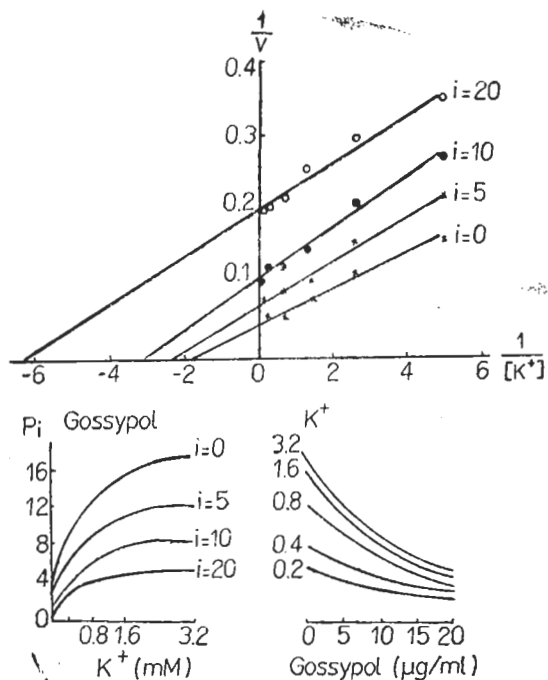 1/V
0.4
0.3
0.2
0.1
i=20
i=10
i=5
i=0
-6 -4 -2 0 2 4 6
1/[K⁺]
Pi Gossypol
16
12
8
4
0
i=0
i=5
i=10
i=20
0.8 1.6 3.2
K⁺ (mM)
K⁺
3.2
1.6
0.8
0.4
0.2
0 5 10 15 20
Gossypol (μg/ml)